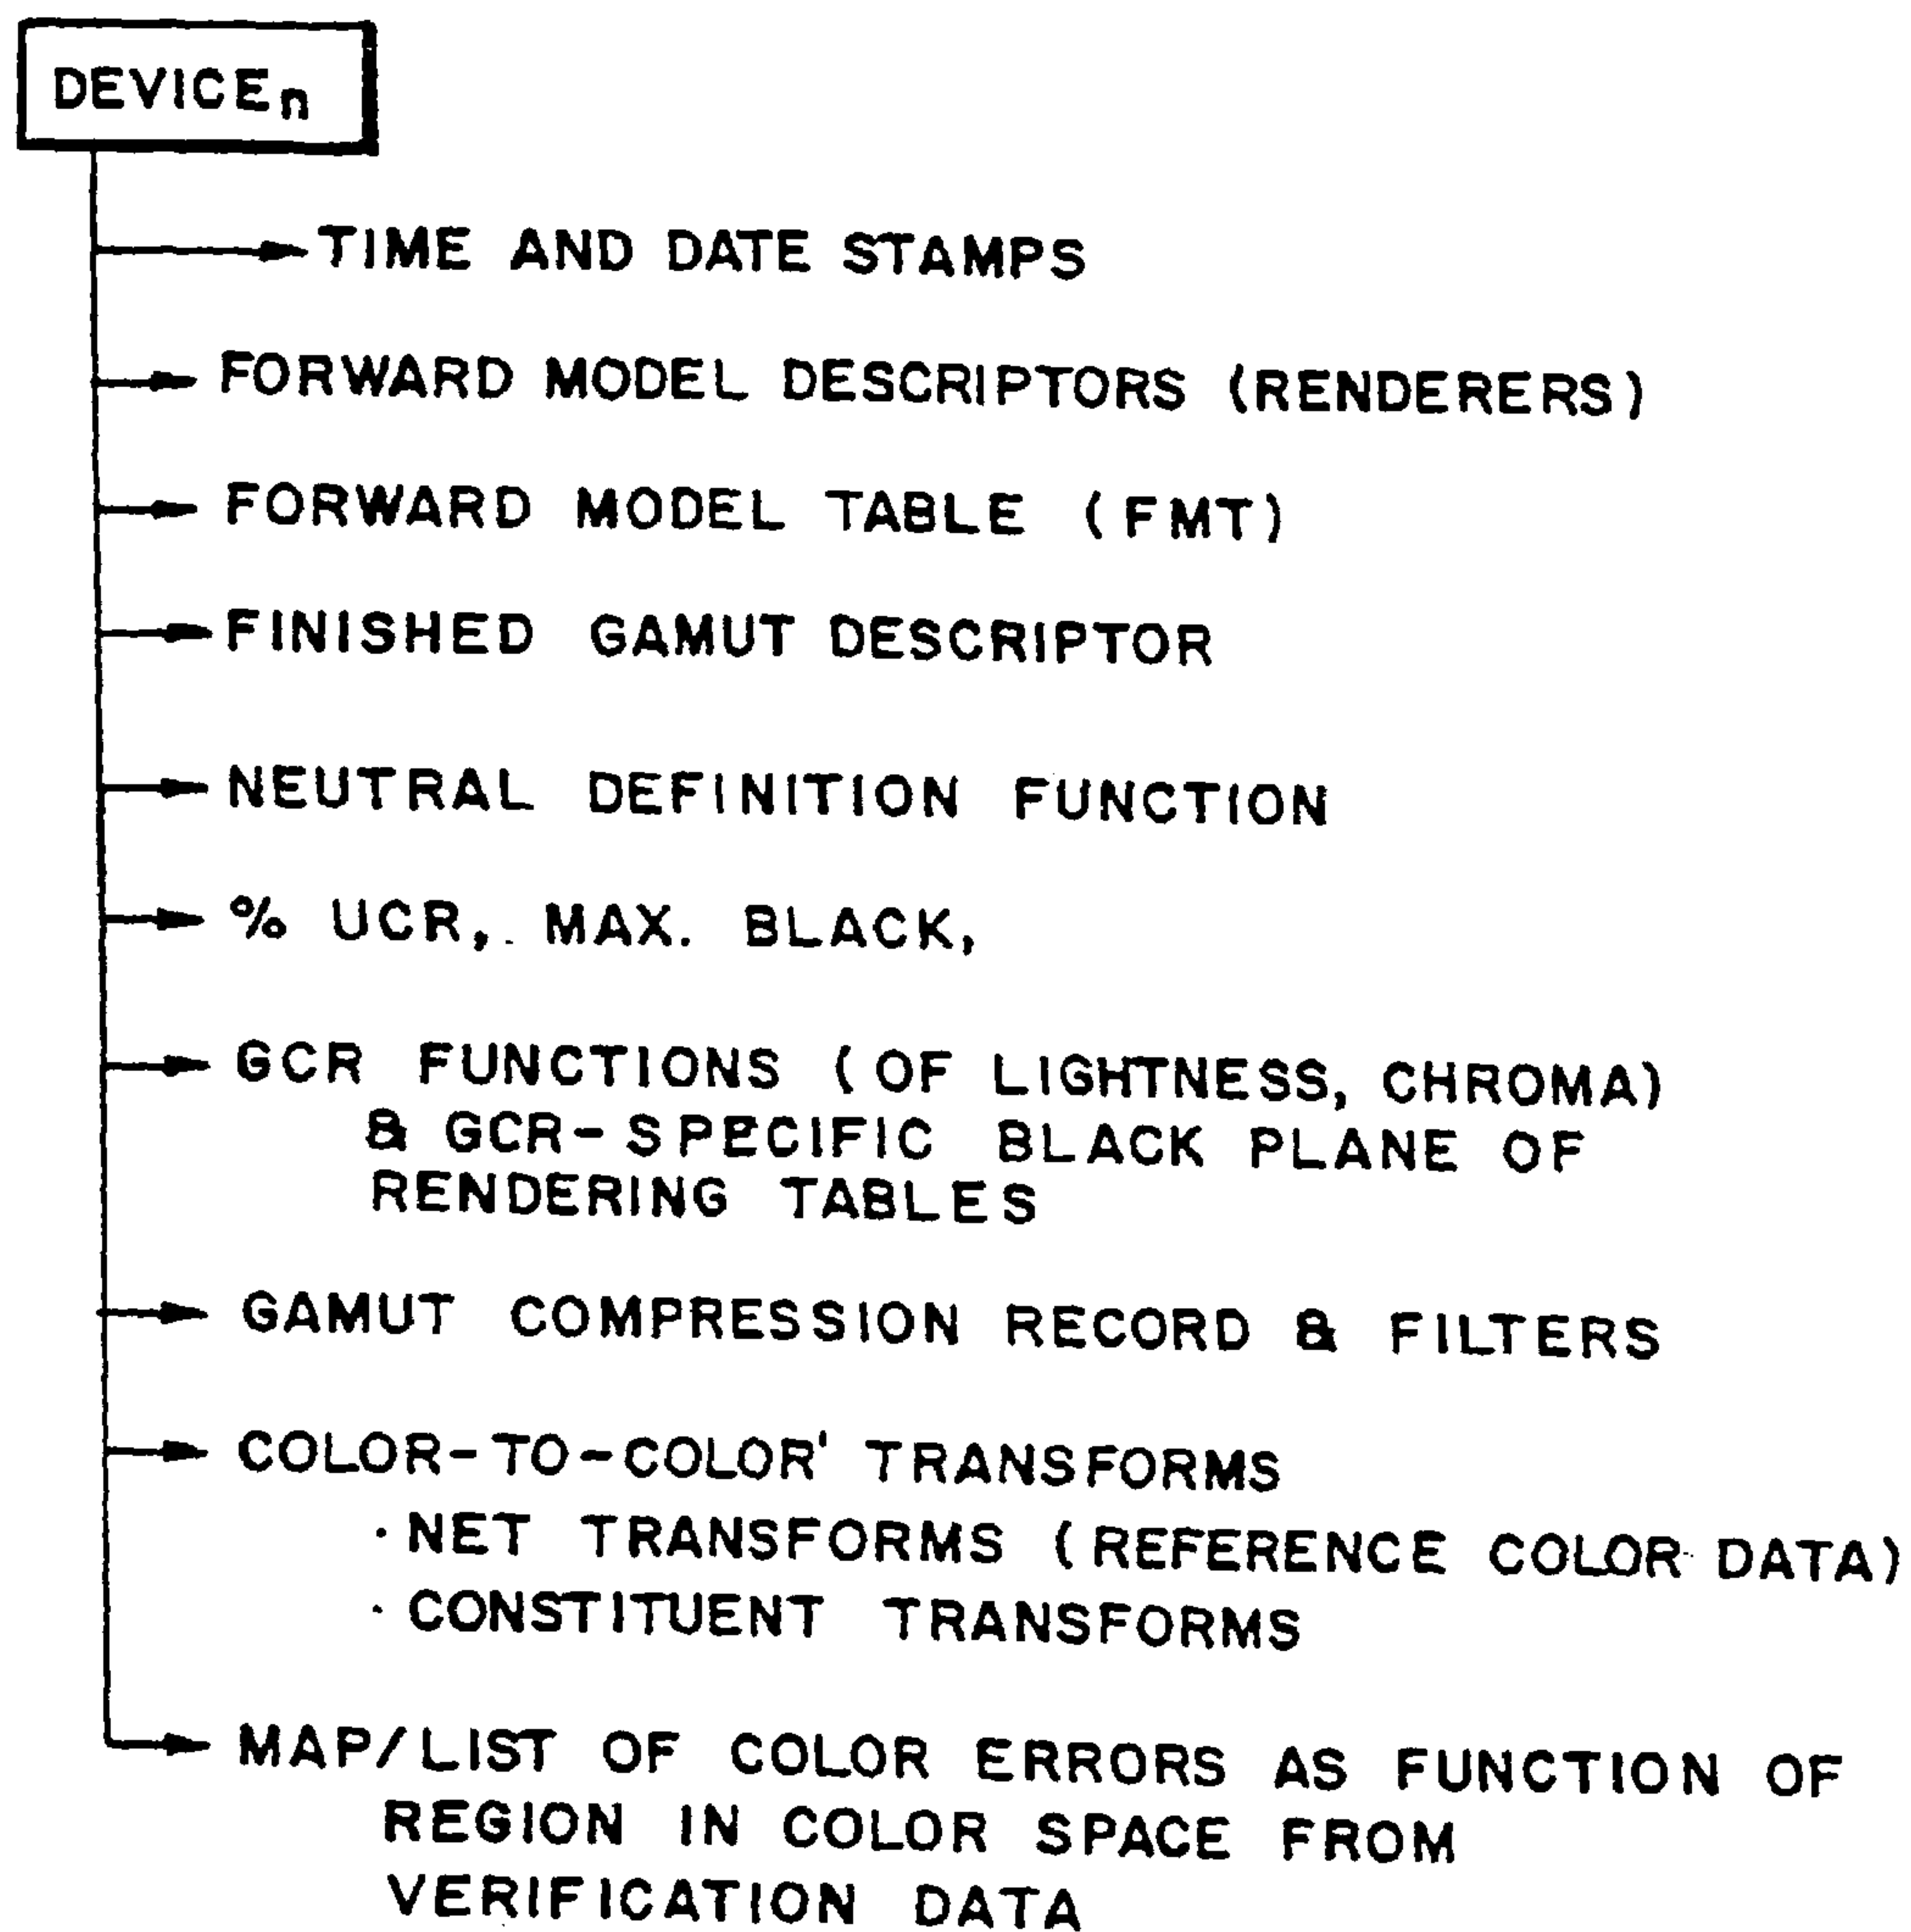 DEVICEn
TIME AND DATE STAMPS
FORWARD MODEL DESCRIPTORS (RENDERERS)
FORWARD MODEL TABLE (FMT)
FINISHED GAMUT DESCRIPTOR
NEUTRAL DEFINITION FUNCTION
% UCR, MAX. BLACK,
GCR FUNCTIONS (OF LIGHTNESS, CHROMA)
& GCR-SPECIFIC BLACK PLANE OF
RENDERING TABLES
GAMUT COMPRESSION RECORD & FILTERS
COLOR-TO-COLOR' TRANSFORMS
· NET TRANSFORMS (REFERENCE COLOR DATA)
· CONSTITUENT TRANSFORMS
MAP/LIST OF COLOR ERRORS AS FUNCTION OF
REGION IN COLOR SPACE FROM
VERIFICATION DATA